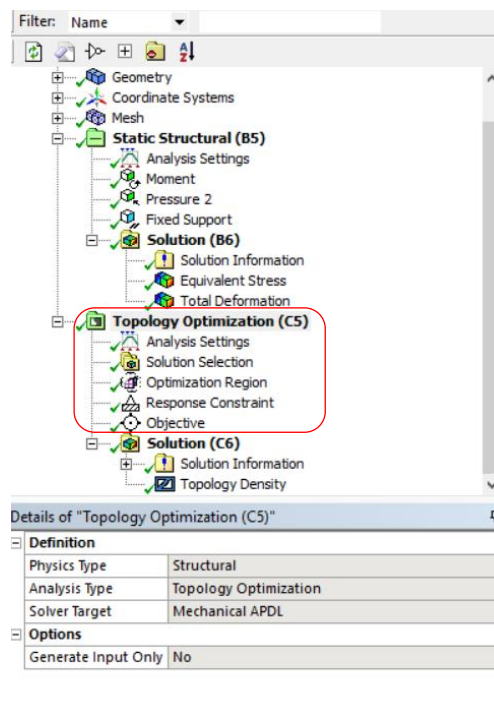 Filter: Name
Geometry
Coordinate Systems
Mesh
Static Structural (B5)
Analysis Settings
Moment
Pressure 2
Fixed Support
Solution (B6)
Solution Information
Equivalent Stress
Total Deformation
Topology Optimization (C5)
Analysis Settings
Solution Selection
Optimization Region
Response Constraint
Objective
Solution (C6)
Solution Information
Topology Density
Details of "Topology Optimization (C5)"
Definition
Physics Type Structural
Analysis Type Topology Optimization
Solver Target Mechanical APDL
Options
Generate Input Only No